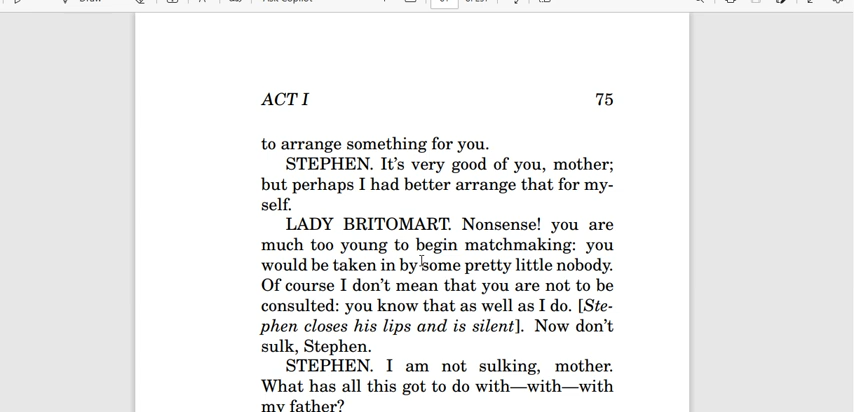 ACT I 75
to arrange something for you.
STEPHEN. It’s very good of you, mother;
but perhaps I had better arrange that for my-
self.
LADY BRITOMART. Nonsense! you are
much too young to begin matchmaking: you
would be taken in by some pretty little nobody.
Of course I don’t mean that you are not to be
consulted: you know that as well as I do. [Ste-
phen closes his lips and is silent]. Now don’t
sulk, Stephen.
STEPHEN. I am not sulking, mother.
What has all this got to do with—with—with
my father?